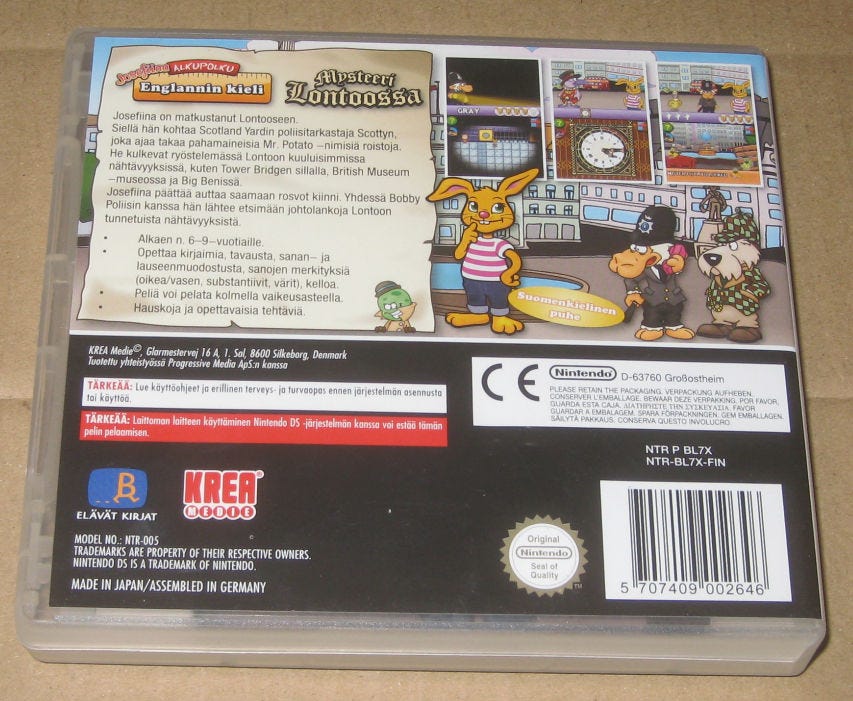 Josefiinan ALKUPOLKU
Englannin kieli
Mysteeri
Lontoossa
Josefiina on matkustanut Lontooseen.
Siellä hän kohtaa Scotland Yardin poliisitarkastaja Scottyn,
joka ajaa takaa pahamaineisia Mr. Potato –nimisiä roistoja.
He kulkevat ryöstelemässä Lontoon kuuluisimmissa
nähtävyyksissä, kuten Tower Bridgen sillalla, British Museum
–museossa ja Big Benissä.
Josefiina päättää auttaa saamaan rosvot kiinni. Yhdessä Bobby
Poliisin kanssa hän lähtee etsimään johtolankoja Lontoon
tunnetuista nähtävyyksistä.
• Alkaen n. 6–9–vuotiaille.
• Opettaa kirjaimia, tavausta, sanan– ja
lauseenmuodostusta, sanojen merkityksiä
(oikea/vasen, substantiivit, värit), kelloa.
• Peliä voi pelata kolmella vaikeusasteella.
• Hauskoja ja opettavaisia tehtäviä.
GRAY
Suomenkielinen
puhe
KREA Medie©, Glarmestervej 16 A, 1. Sal, 8600 Silkeborg, Denmark
Tuotettu yhteistyössä Progressive Media ApS:n kanssa
TÄRKEÄÄ: Lue käyttöohjeet ja erillinen terveys- ja turvaopas ennen järjestelmän asennusta
tai käyttöä.
TÄRKEÄÄ: Laittoman laitteen käyttäminen Nintendo DS -järjestelmän kanssa voi estää tämän
pelin pelaamisen.
CE Nintendo D-63760 Großostheim
PLEASE RETAIN THE PACKAGING. VERPACKUNG AUFHEBEN.
CONSERVER L'EMBALLAGE. BEWAAR DEZE VERPAKKING. POR FAVOR,
GUARDA ESTA CAJA. ΔΙΑΤΗΡΗΣΤΕ ΤΗΝ ΣΥΣΚΕΥΑΣΙΑ. FAVOR
GUARDAR A EMBALAGEM. SPARA FÖRPACKNINGEN. GEM EMBALLAGEN.
SÄILYTÄ PAKKAUS. CONSERVA QUESTO INVOLUCRO.
NTR P BL7X
NTR-BL7X-FIN
B
ELÄVÄT KIRJAT
KREA®
MEDIE
MODEL NO.: NTR-005
TRADEMARKS ARE PROPERTY OF THEIR RESPECTIVE OWNERS.
NINTENDO DS IS A TRADEMARK OF NINTENDO.
MADE IN JAPAN/ASSEMBLED IN GERMANY
Original
Nintendo
Seal of
Quality
TM
5 707409 002646